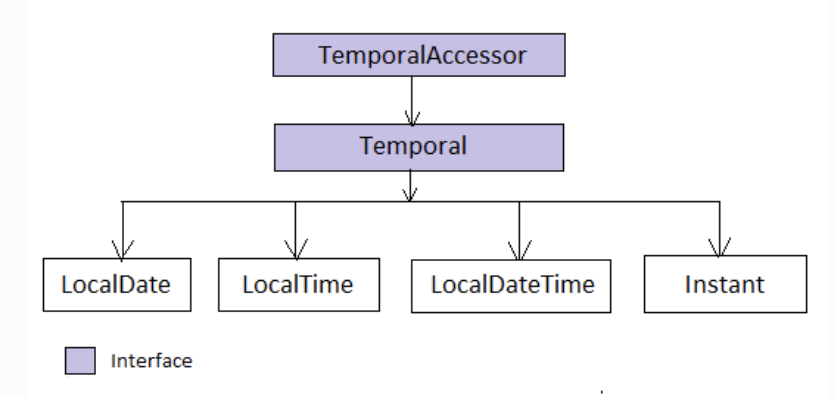 TemporalAccessor
Temporal
LocalDate
LocalTime
LocalDateTime
Instant
Interface